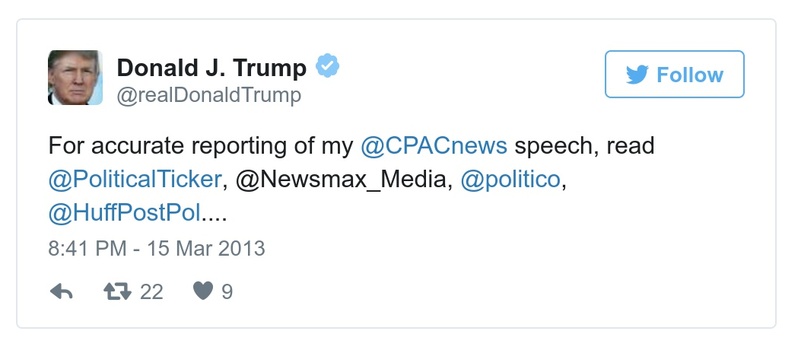 Donald J. Trump
@realDonaldTrump
Follow
For accurate reporting of my @CPACnews speech, read
@PoliticalTicker, @Newsmax_Media, @politico,
@HuffPostPol....
8:41 PM - 15 Mar 2013
22 9